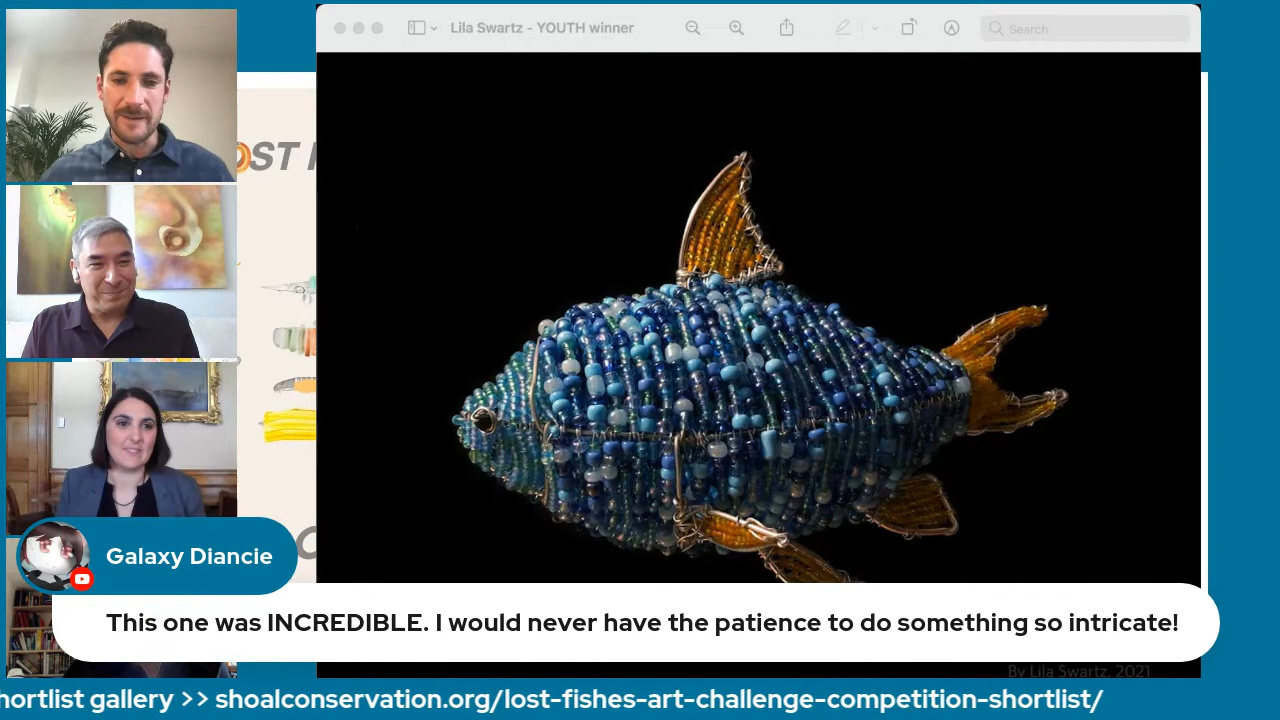 Lila Swartz - YOUTH winner
Search
OST
Galaxy Diancie
This one was INCREDIBLE. I would never have the patience to do something so intricate!
By Lila Swartz, 2021
hortlist gallery >> shoalconservation.org/lost-fishes-art-challenge-competition-shortlist/